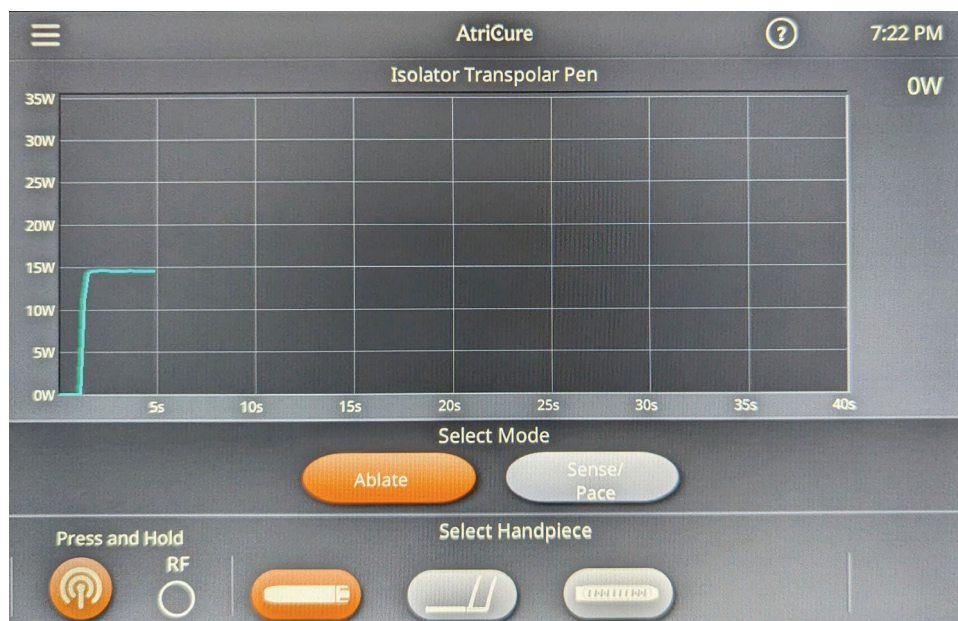 AtriCure
?
7:22 PM
Isolator Transpolar Pen
0W
35W
30W
25W
20W
15W
10W
5W
0W
5s
10s
15s
20s
25s
30s
35s
40s
Select Mode
Ablate
Sense/
Pace
Press and Hold
Select Handpiece
RF